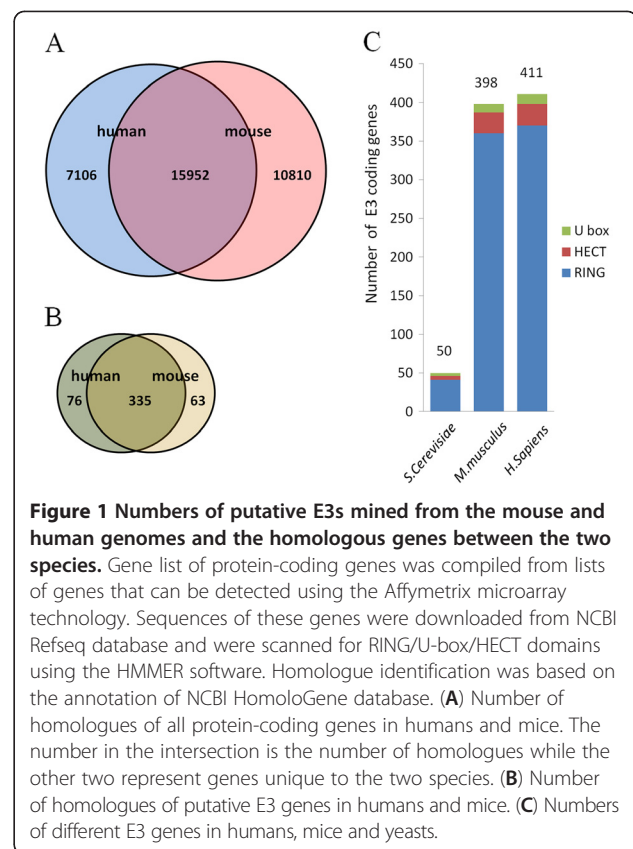 A
human
mouse
7106
15952
10810
B
human
mouse
76
335
63
C
Number of E3 coding genes
450
400
350
300
250
200
150
100
50
0
50
398
411
S.Cerevisiae
M.musculus
H.Sapiens
U box
HECT
RING
Figure 1 Numbers of putative E3s mined from the mouse and
human genomes and the homologous genes between the two
species. Gene list of protein-coding genes was compiled from lists
of genes that can be detected using the Affymetrix microarray
technology. Sequences of these genes were downloaded from NCBI
Refseq database and were scanned for RING/U-box/HECT domains
using the HMMER software. Homologue identification was based on
the annotation of NCBI HomoloGene database. (A) Number of
homologues of all protein-coding genes in humans and mice. The
number in the intersection is the number of homologues while the
other two represent genes unique to the two species. (B) Number
of homologues of putative E3 genes in humans and mice. (C) Numbers
of different E3 genes in humans, mice and yeasts.